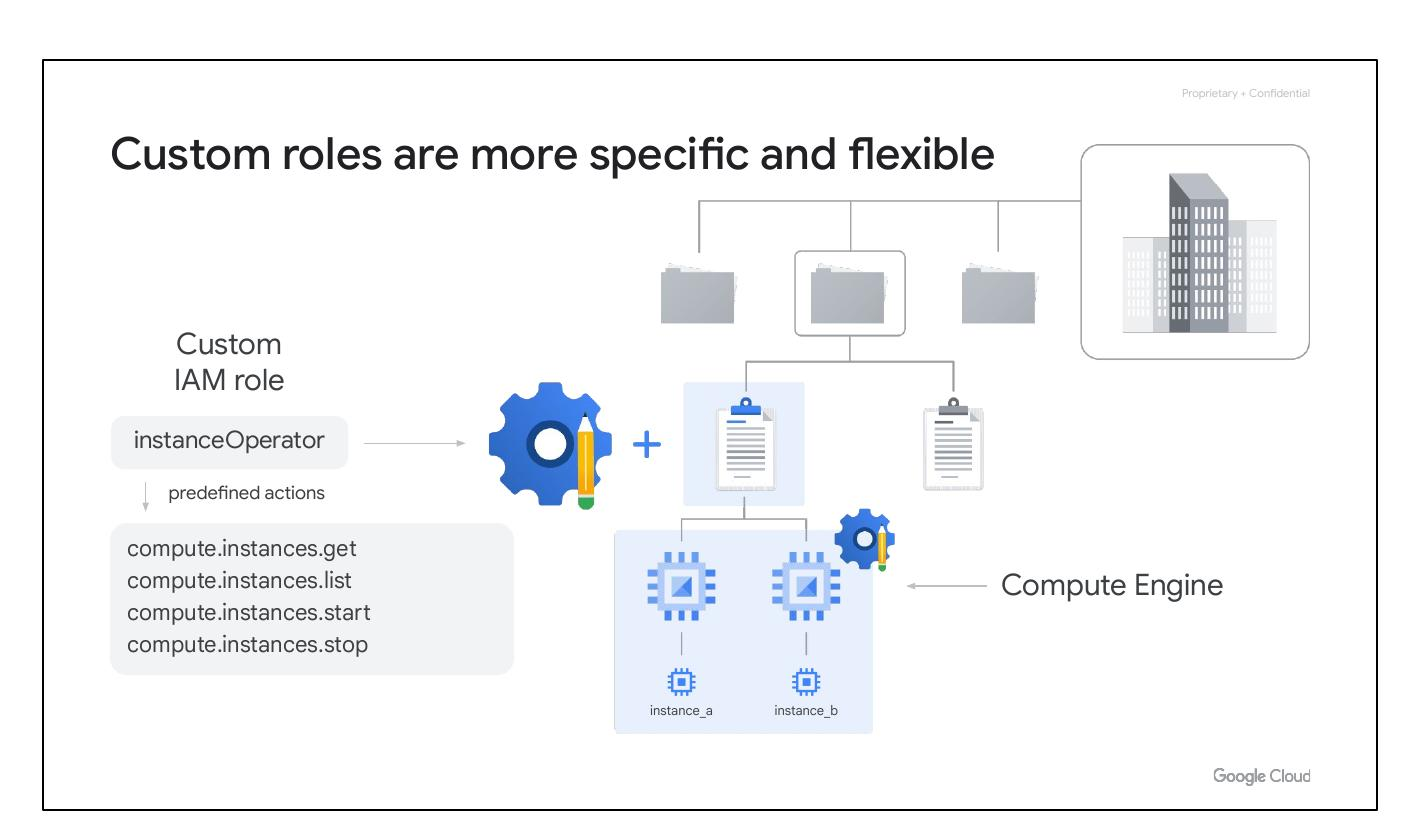 Proprietary + Confidential
Custom roles are more specific and flexible
Custom
IAM role
instanceOperator
predefined actions
compute.instances.get
compute.instances.list
compute.instances.start
compute.instances.stop
Compute Engine
instance_a
instance_b
Google Cloud